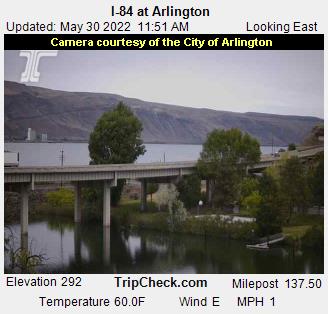 I-84 at Arlington
Updated: May 30 2022 11:51 AM Looking East
Camera courtesy of the City of Arlington
Elevation 292 TripCheck.com Milepost 137.50
Temperature 60.0F Wind E MPH 1